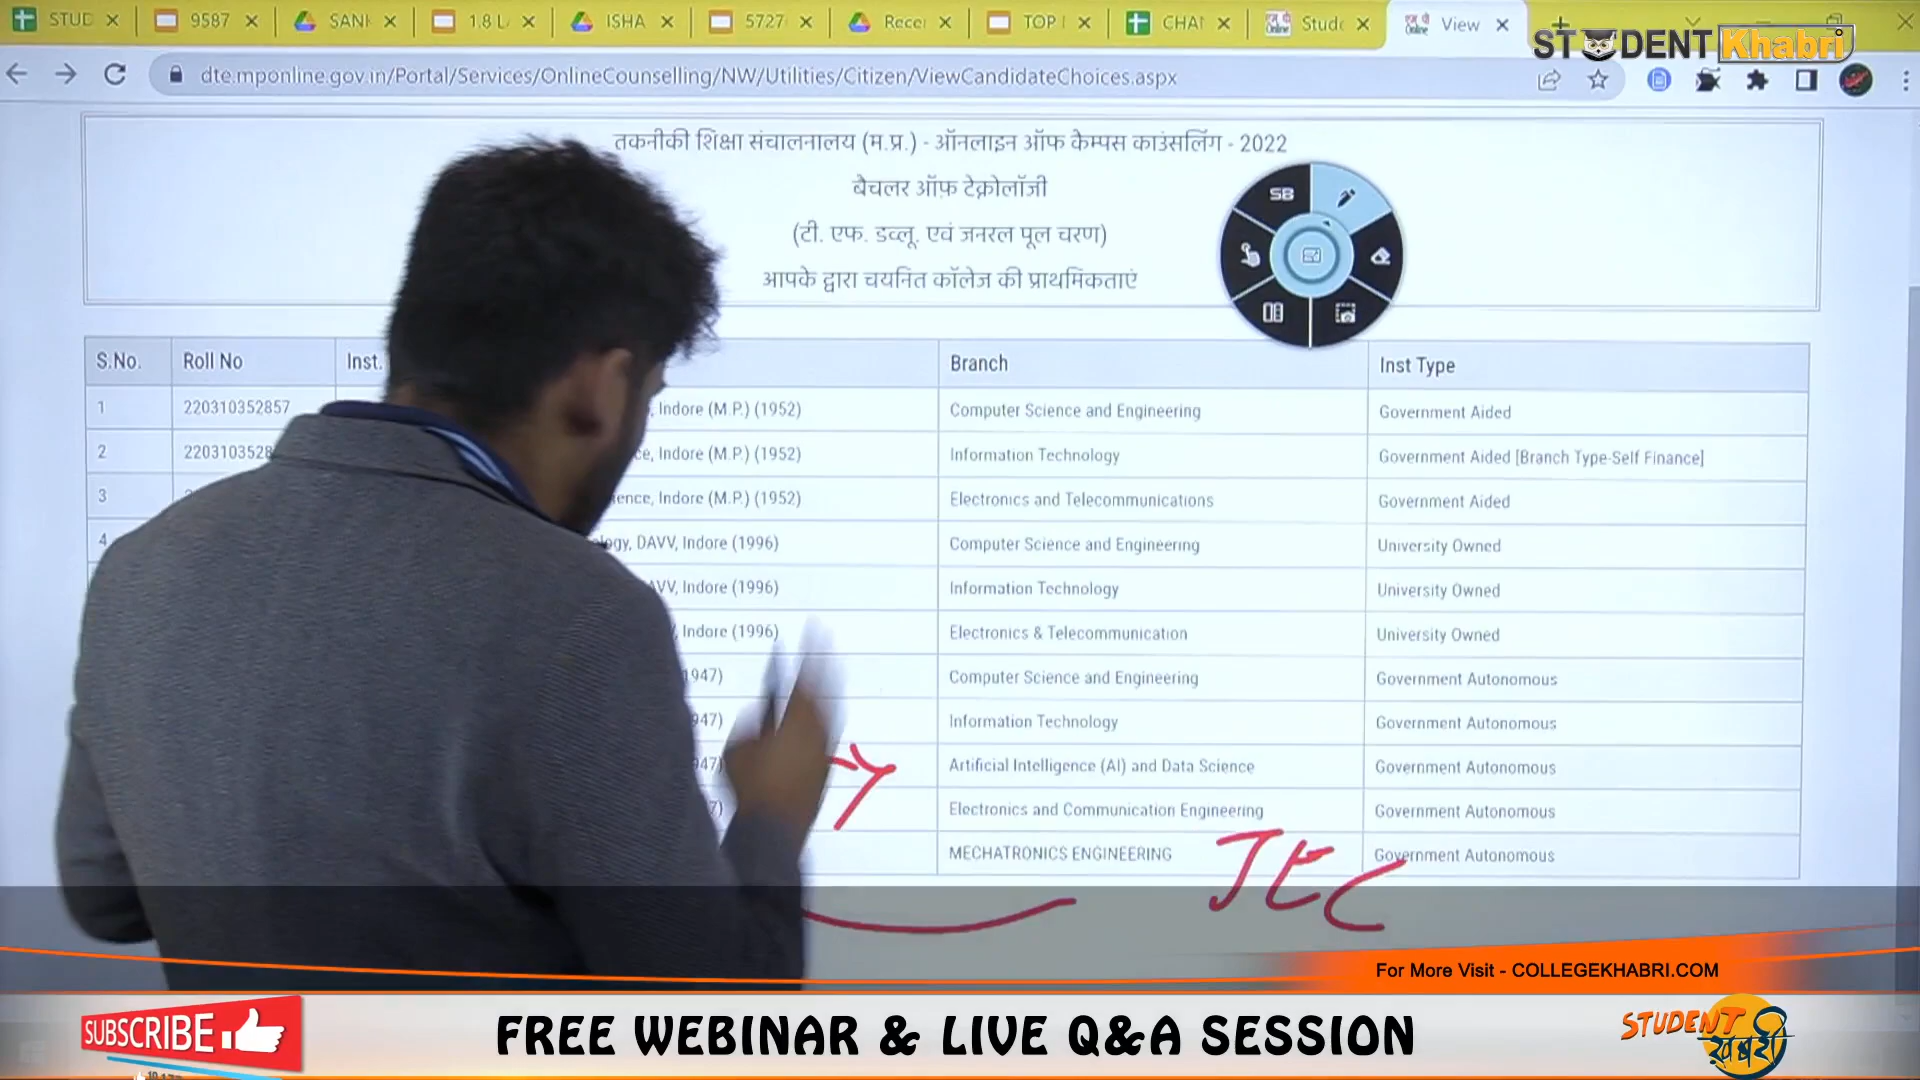 STUD
9587
SANK
1.8 L
ISHA
5727
Rece
TOP
CHAI
Stude
View
STUDENT Khabri
dte.mponline.gov.in/Portal/Services/OnlineCounselling/NW/Utilities/Citizen/ViewCandidateChoices.aspx
तकनीकी शिक्षा संचालनालय (म.प्र.) - ऑनलाइन ऑफ कैम्पस काउंसलिंग - 2022
बैचलर ऑफ़ टेक्नोलॉजी
(टी. एफ. डब्लू. एवं जनरल पूल चरण)
आपके द्वारा चयनित कॉलेज की प्राथमिकताएं
SB
S.No. Roll No Inst. Branch Inst Type
1 220310352857 , Indore (M.P.) (1952) Computer Science and Engineering Government Aided
2 2203103528 ce, Indore (M.P.) (1952) Information Technology Government Aided [Branch Type-Self Finance]
3 ience, Indore (M.P.) (1952) Electronics and Telecommunications Government Aided
4 logy, DAVV, Indore (1996) Computer Science and Engineering University Owned
AVV, Indore (1996) Information Technology University Owned
, Indore (1996) Electronics & Telecommunication University Owned
1947) Computer Science and Engineering Government Autonomous
947) Information Technology Government Autonomous
947) Artificial Intelligence (AI) and Data Science Government Autonomous
7) Electronics and Communication Engineering Government Autonomous
MECHATRONICS ENGINEERING Government Autonomous
JEC
For More Visit - COLLEGEKHABRI.COM
SUBSCRIBE
FREE WEBINAR & LIVE Q&A SESSION
STUDENT
ख़बरी